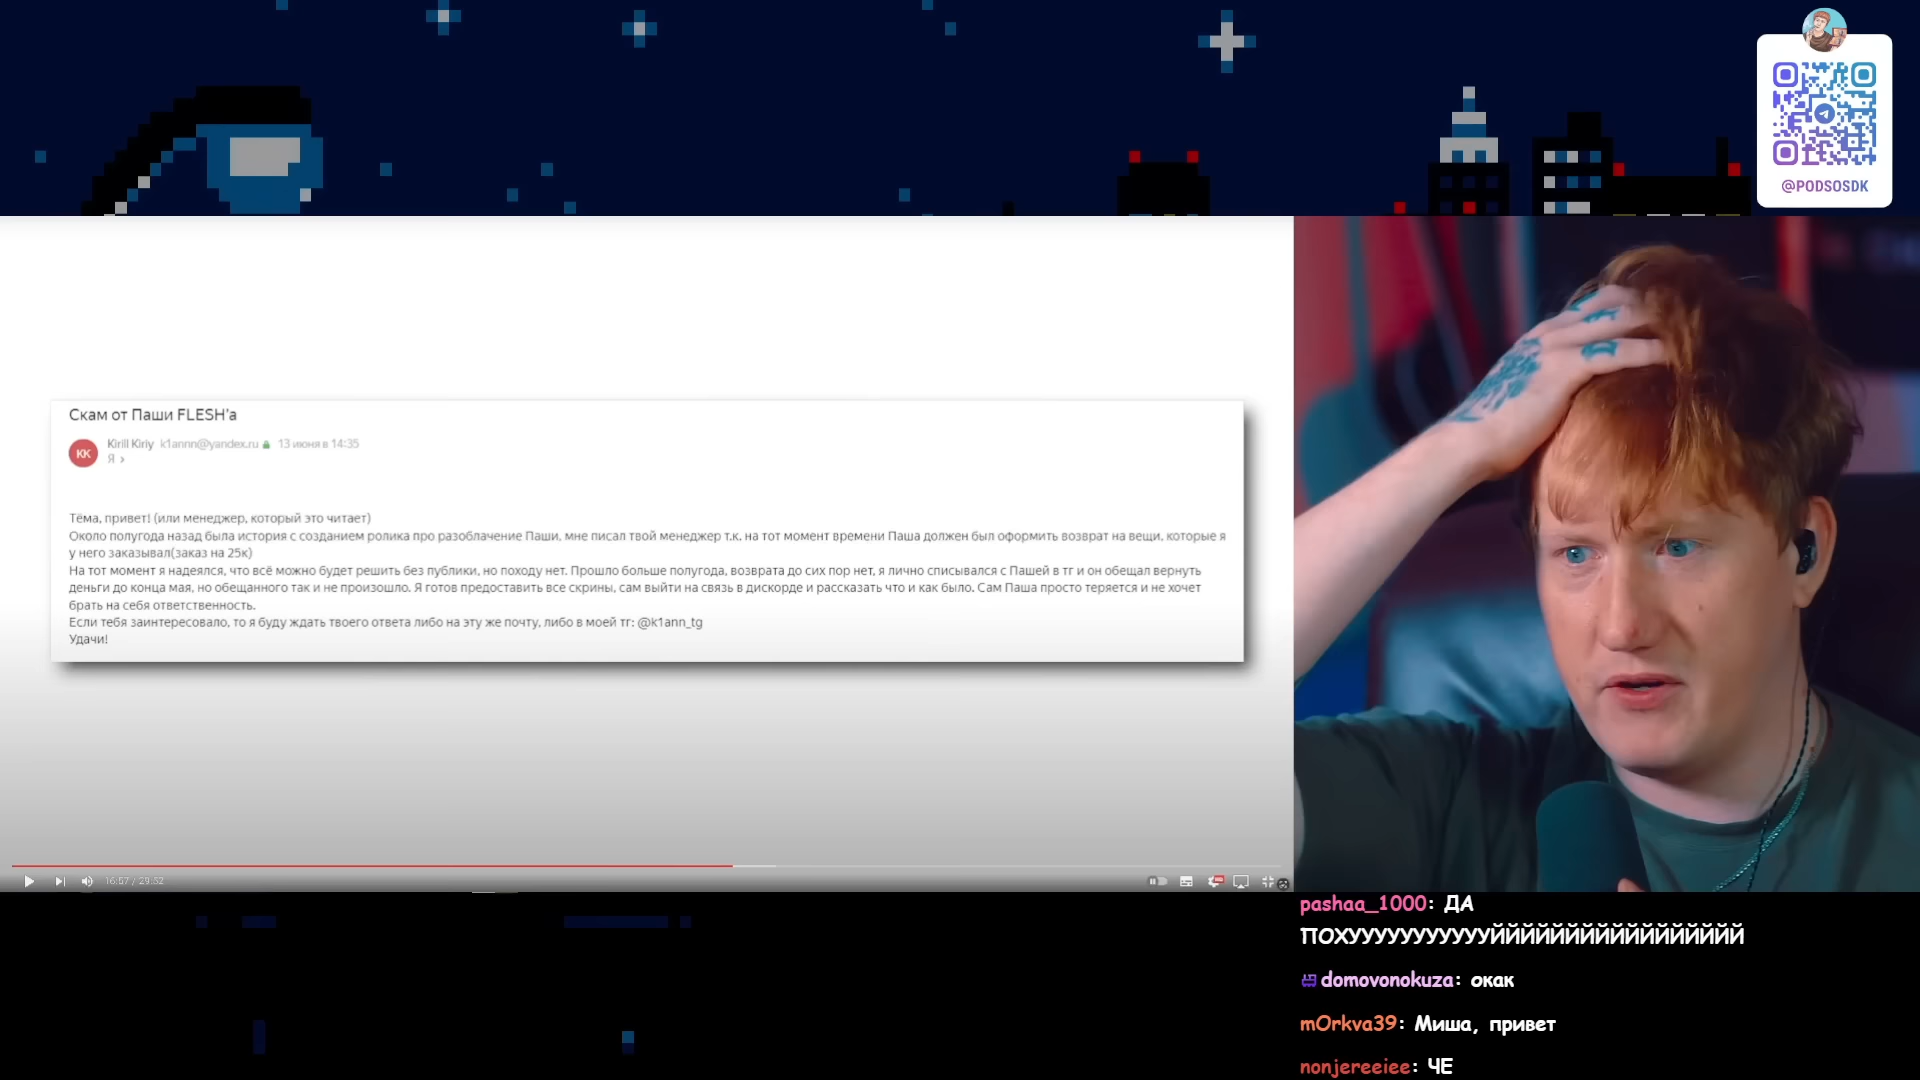 @PODSOSDK
Скам от Паши FLESH'а
КК
Kirill Kiriy k1annn@yandex.ru 13 июня в 14:35
Я >
Тёма, привет! (или менеджер, который это читает)
Около полугода назад была история с созданием ролика про разоблачение Паши, мне писал твой менеджер т.к. на тот момент времени Паша должен был оформить возврат на вещи, которые я
у него заказывал(заказ на 25к)
На тот момент я надеялся, что всё можно будет решить без публики, но походу нет. Прошло больше полугода, возврата до сих пор нет, я лично списывался с Пашей в тг и он обещал вернуть
деньги до конца мая, но обещанного так и не произошло. Я готов предоставить все скрины, сам выйти на связь в дискорде и рассказать что и как было. Сам Паша просто теряется и не хочет
брать на себя ответственность.
Если тебя заинтересовало, то я буду ждать твоего ответа либо на эту же почту, либо в моей тг: @k1ann_tg
Удачи!
16:57 / 29:32
pashaa_1000: ДА
ПОХУУУУУУУУУУУЙЙЙЙЙЙЙЙЙЙЙЙЙЙЙЙЙ
domovonokuza: окак
mOrkva39: Миша, привет
nonjereeiee: ЧЕ